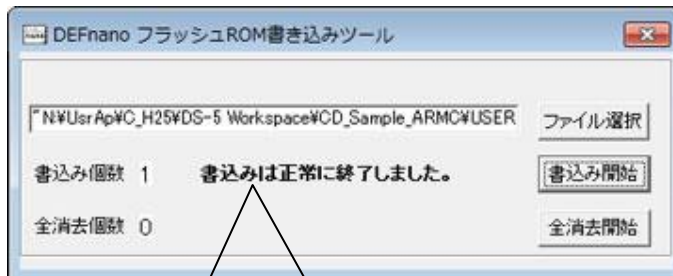 DEFnano フラッシュROM書き込みツール
"N¥UsrAp¥C_H25¥DS-5 Workspace¥CD_Sample_ARMC¥USER
ファイル選択
書込み個数 1 書込みは正常に終了しました。
書込み開始
全消去個数 0
全消去開始